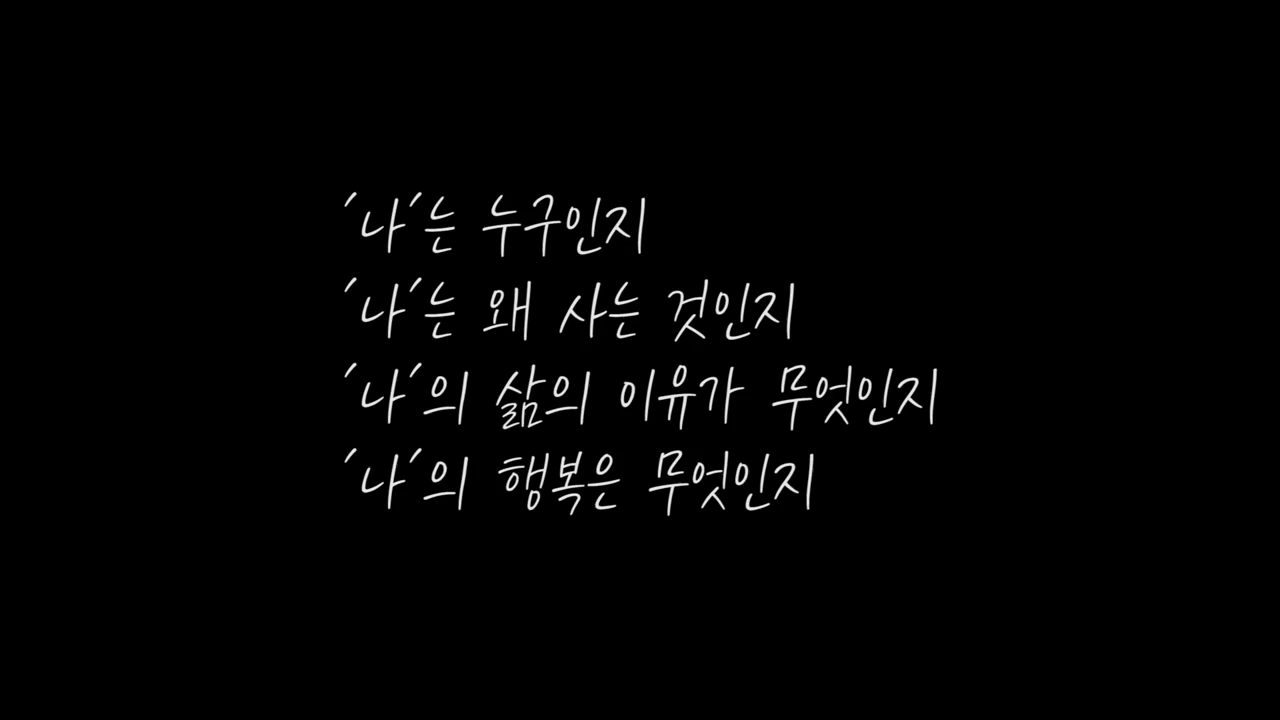 '나'는 누구인지
'나'는 왜 사는 것인지
'나'의 삶의 이유가 무엇인지
'나'의 행복은 무엇인지